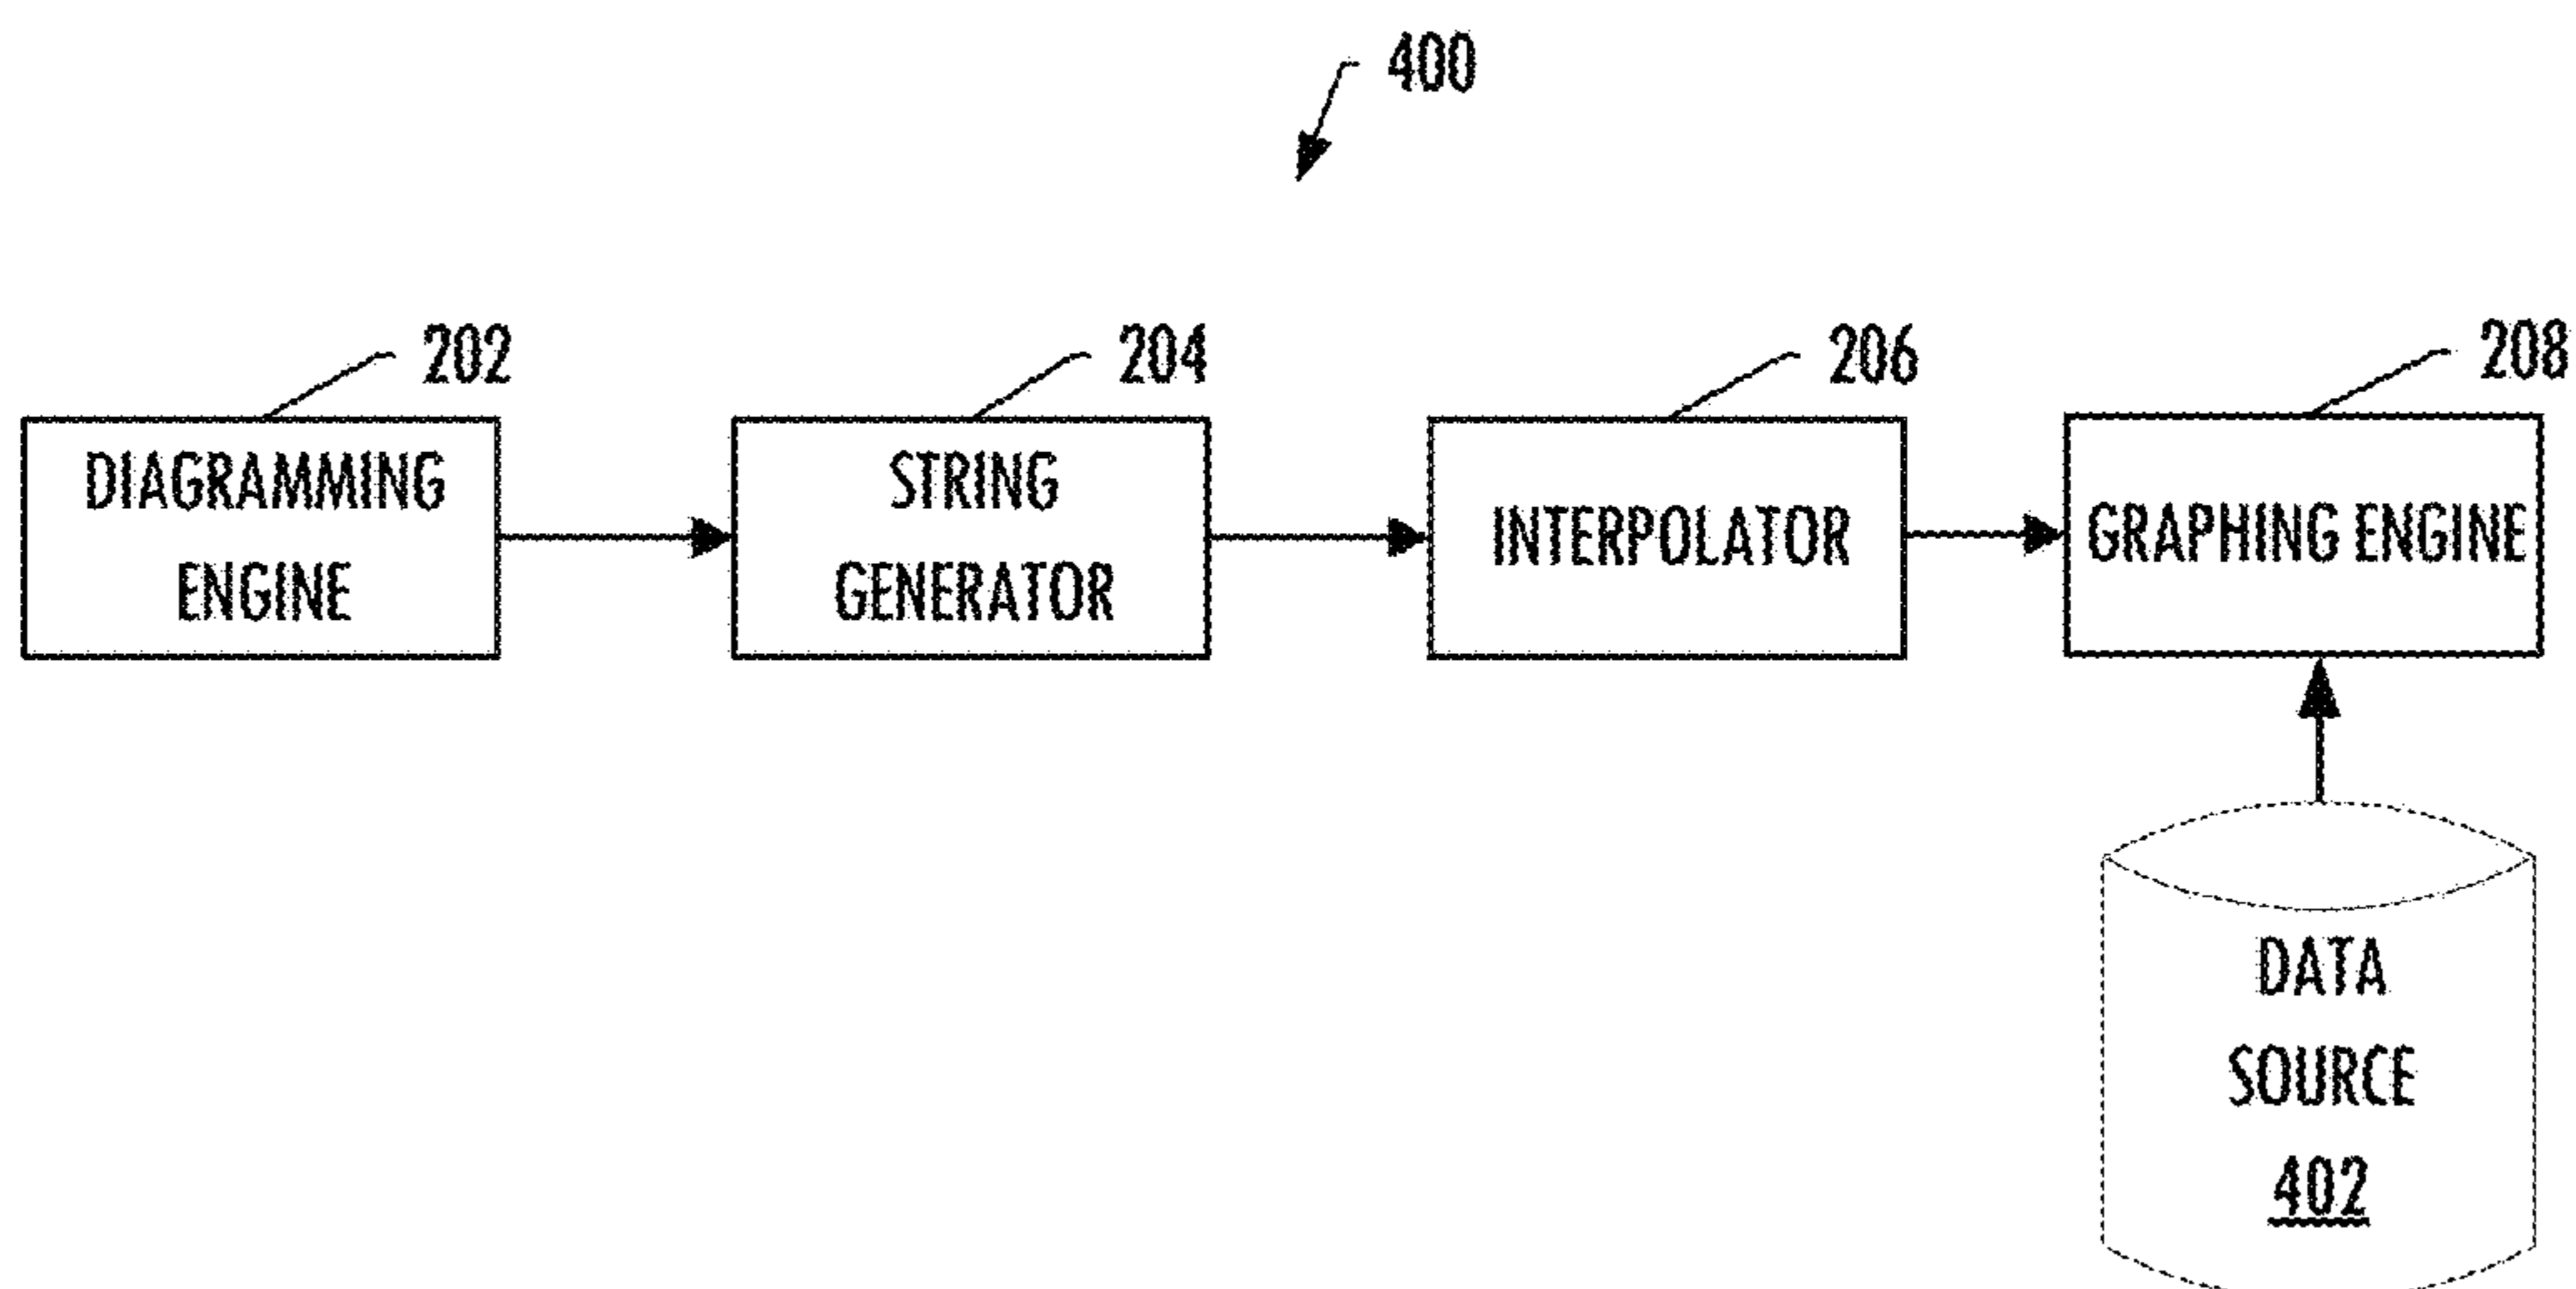 400
202
204
206
208
DIAGRAMMING
ENGINE
STRING
GENERATOR
INTERPOLATOR
GRAPHING ENGINE
DATA
SOURCE
402